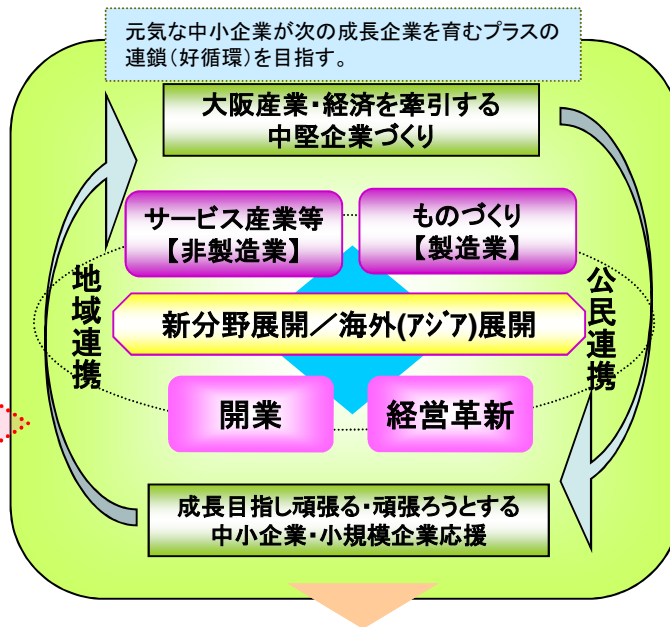 元気な中小企業が次の成長企業を育むプラスの
連鎖(好循環)を目指す。
大阪産業・経済を牽引する
中堅企業づくり
サービス産業等
【非製造業】
ものづくり
【製造業】
地域連携
公民連携
新分野展開／海外(アジア)展開
開業
経営革新
成長目指し頑張る・頑張ろうとする
中小企業・小規模企業応援